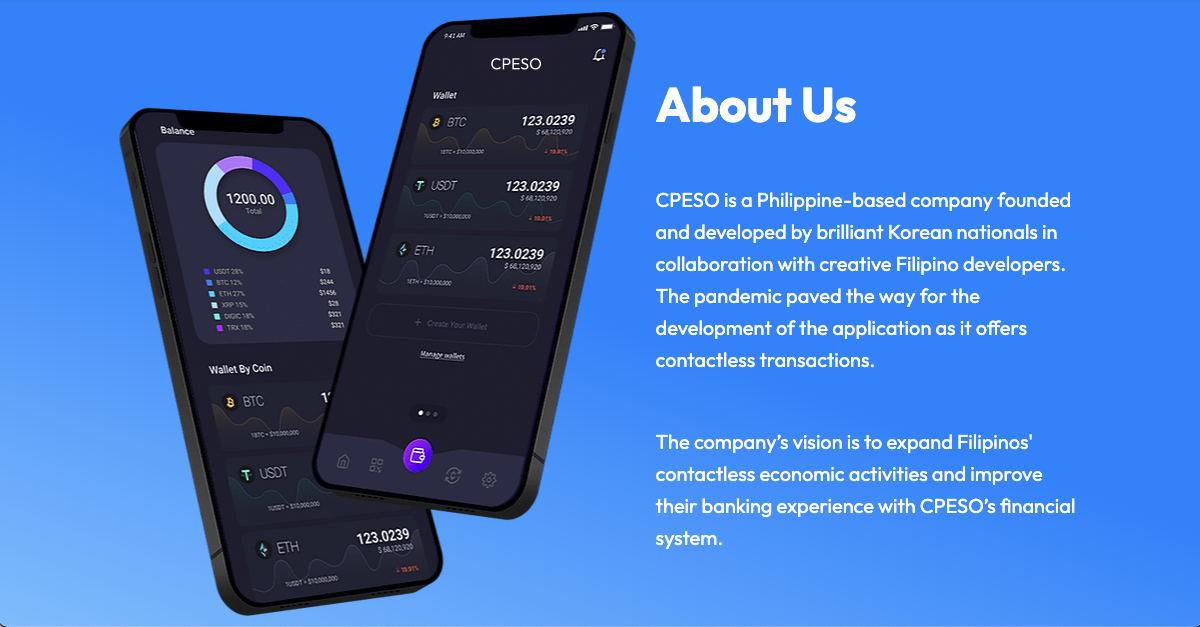 Balance
1200.00
Total
USDT 28% $18
BTC 12% $244
ETH 27% $1456
XRP 15% $28
DIGIC 18% $321
TRX 18% $321
Wallet By Coin
BTC
1BTC = $10,000,000
USDT
1USDT = $10,000,000
ETH 123.0239
$ 68,120,920
1USDT = $10,000,000 ↓ 19.91%
9:41 AM
CPESO
Wallet
BTC 123.0239
$ 68,120,920
1BTC = $10,000,000 ↓ 19.91%
USDT 123.0239
$ 68,120,920
1USDT = $10,000,000 ↓ 19.91%
ETH 123.0239
$ 68,120,920
1ETH = $10,000,000 ↓ 19.91%
+ Create Your Wallet
Manage wallets
About Us
CPESO is a Philippine-based company founded
and developed by brilliant Korean nationals in
collaboration with creative Filipino developers.
The pandemic paved the way for the
development of the application as it offers
contactless transactions.
The company’s vision is to expand Filipinos'
contactless economic activities and improve
their banking experience with CPESO’s financial
system.